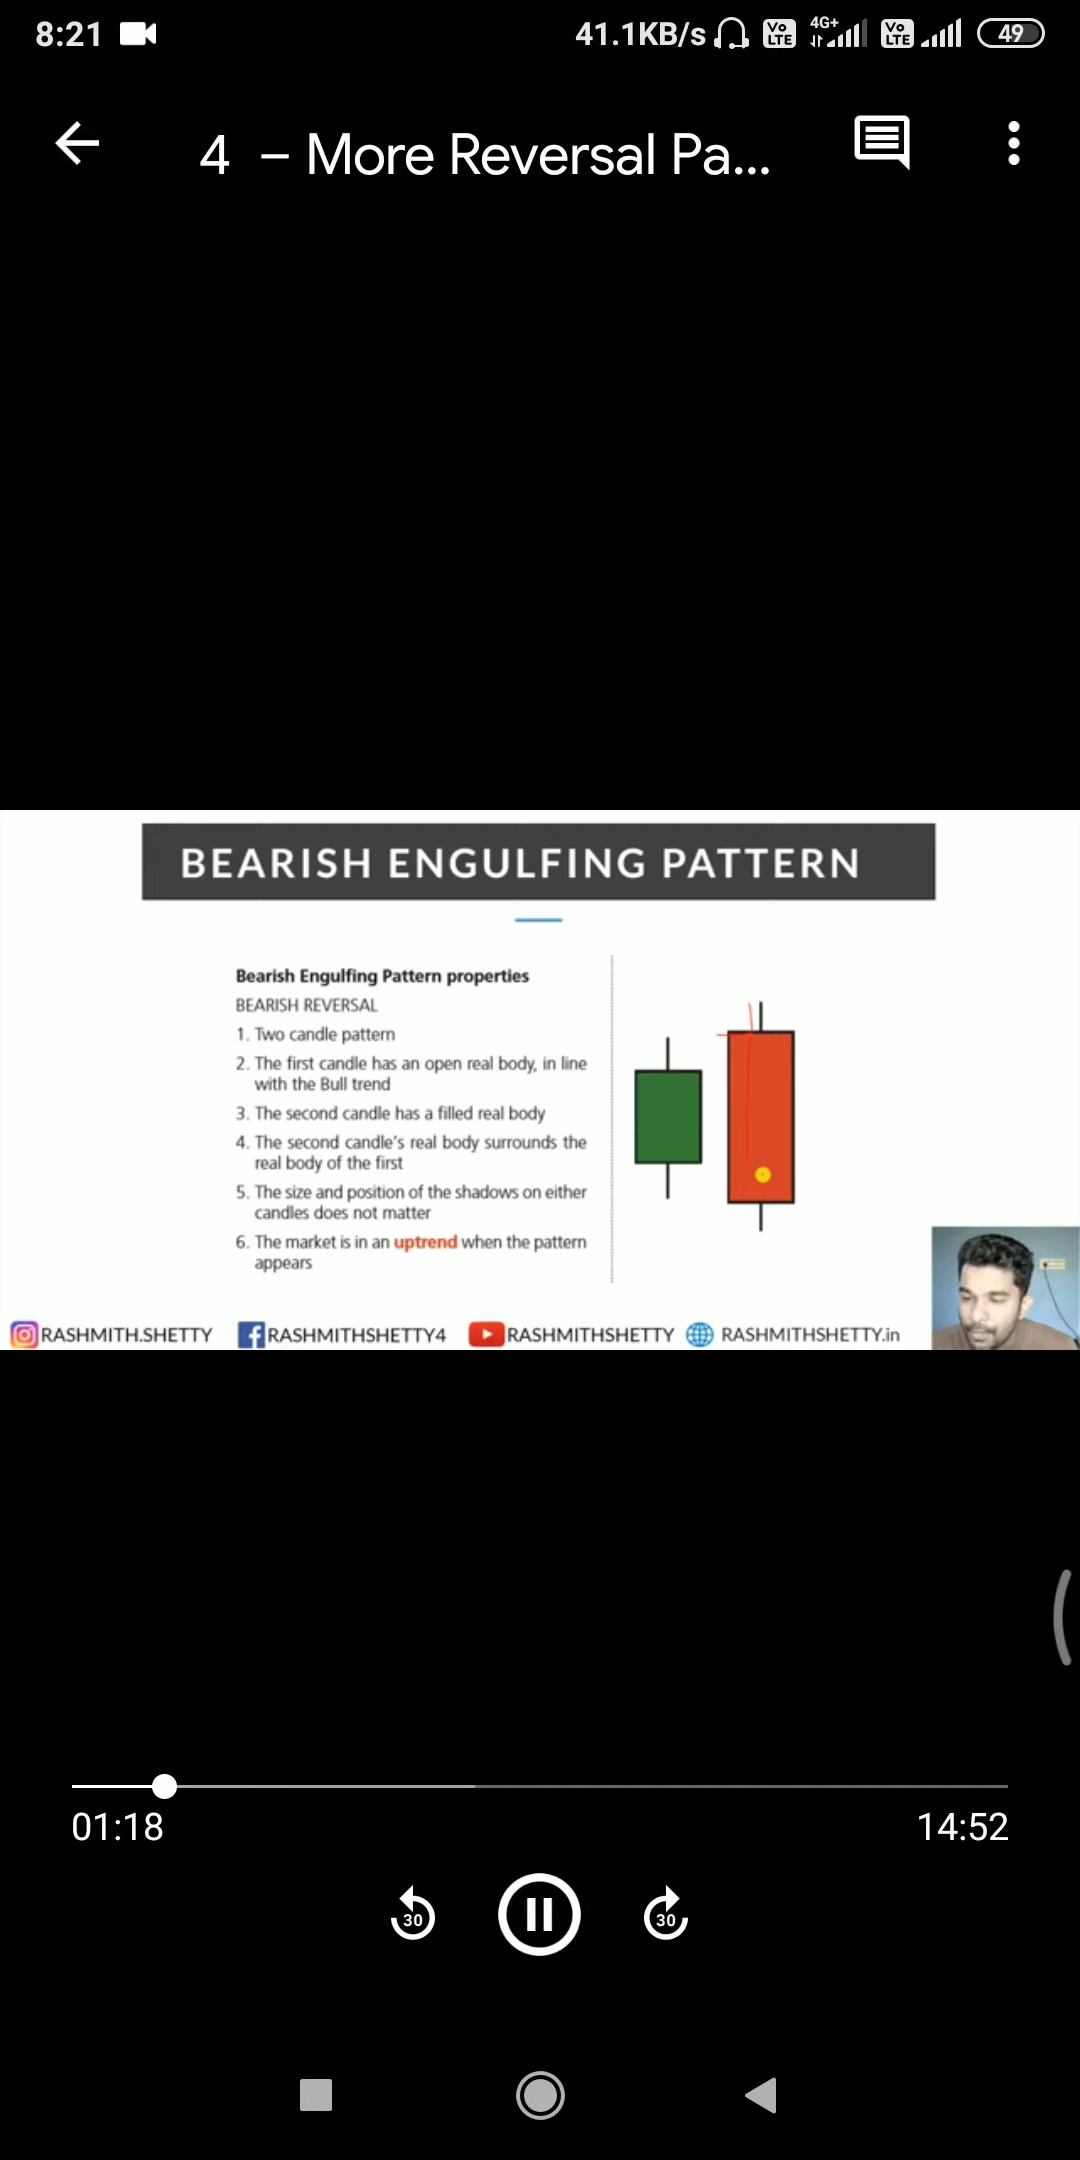 8:21 41.1KB/s Vo LTE 4G+ Vo LTE 49
4 – More Reversal Pa...
BEARISH ENGULFING PATTERN
Bearish Engulfing Pattern properties
BEARISH REVERSAL
1. Two candle pattern
2. The first candle has an open real body, in line
with the Bull trend
3. The second candle has a filled real body
4. The second candle's real body surrounds the
real body of the first
5. The size and position of the shadows on either
candles does not matter
6. The market is in an uptrend when the pattern
appears
RASHMITH.SHETTY RASHMITHSHETTY4 RASHMITHSHETTY RASHMITHSHETTY.in
01:18 14:52
30 30